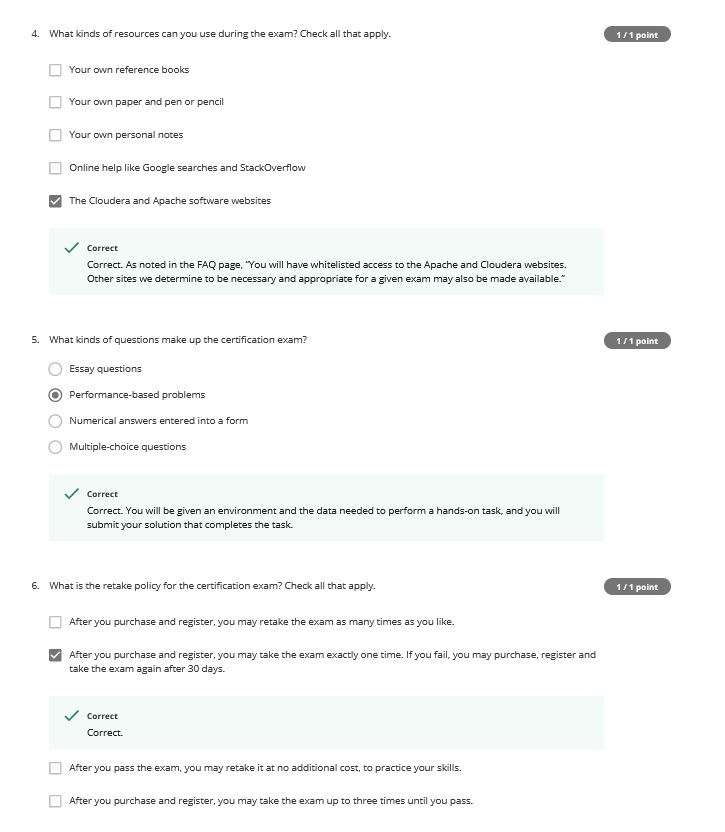 4. What kinds of resources can you use during the exam? Check all that apply.
1 / 1 point
Your own reference books
Your own paper and pen or pencil
Your own personal notes
Online help like Google searches and StackOverflow
The Cloudera and Apache software websites
Correct
Correct. As noted in the FAQ page, "You will have whitelisted access to the Apache and Cloudera websites.
Other sites we determine to be necessary and appropriate for a given exam may also be made available."
5. What kinds of questions make up the certification exam?
1 / 1 point
Essay questions
Performance-based problems
Numerical answers entered into a form
Multiple-choice questions
Correct
Correct. You will be given an environment and the data needed to perform a hands-on task, and you will
submit your solution that completes the task.
6. What is the retake policy for the certification exam? Check all that apply.
1 / 1 point
After you purchase and register, you may retake the exam as many times as you like.
After you purchase and register, you may take the exam exactly one time. If you fail, you may purchase, register and
take the exam again after 30 days.
Correct
Correct.
After you pass the exam, you may retake it at no additional cost, to practice your skills.
After you purchase and register, you may take the exam up to three times until you pass.